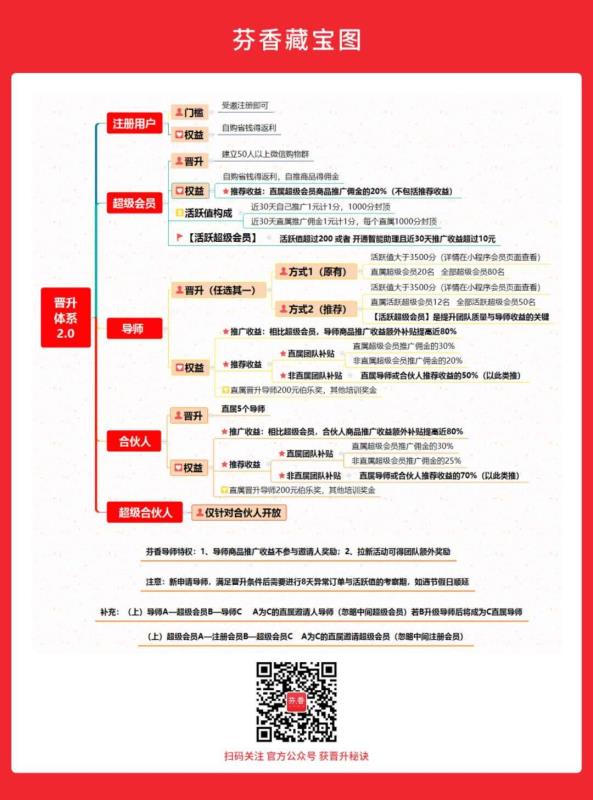 芬香藏宝图
晋升
体系
2.0
注册用户
门槛
受邀注册即可
权益
自购省钱得返利
超级会员
晋升
建立50人以上微信购物群
权益
自购省钱得返利，自推商品得佣金
推荐收益：直属超级会员商品推广佣金的20%（不包括推荐收益）
活跃值构成
近30天自己推广1元计1分，1000分封顶
近30天直属推广佣金1元计1分，每个直属1000分封顶
【活跃超级会员】
活跃值超过200 或者 开通智能助理且近30天推广收益超过10元
导师
晋升（任选其一）
方式1（原有）
活跃值大于3500分（详情在小程序会员页面查看）
直属超级会员20名 全部超级会员80名
方式2（推荐）
活跃值大于3500分（详情在小程序会员页面查看）
直属活跃超级会员12名 全部活跃超级会员50名
【活跃超级会员】是提升团队质量与导师收益的关键
权益
推广收益：相比超级会员，导师商品推广收益额外补贴提高近80%
推荐收益
直属团队补贴
直属超级会员推广佣金的30%
非直属超级会员推广佣金的20%
非直属团队补贴
直属导师或合伙人推荐收益的50%（以此类推）
直属晋升导师200元伯乐奖，其他培训奖金
合伙人
晋升
直属5个导师
权益
推广收益：相比超级会员，合伙人商品推广收益额外补贴提高近80%
推荐收益
直属团队补贴
直属超级会员推广佣金的30%
非直属超级会员推广佣金的25%
非直属团队补贴
直属导师或合伙人推荐收益的70%（以此类推）
直属晋升导师200元伯乐奖，其他培训奖金
超级合伙人
仅针对合伙人开放
芬香导师特权：1、导师商品推广收益不参与邀请人奖励；2、拉新活动可得团队额外奖励
注意：新申请导师，满足晋升条件后需要进行8天异常订单与活跃值的考察期，如遇节假日顺延
补充：（上）导师A—超级会员B—导师C A为C的直属邀请人导师（忽略中间超级会员）若B升级导师后将成为C直属导师
（上）超级会员A—注册会员B—超级会员C A为C的直属邀请超级会员（忽略中间注册会员）
芬香
扫码关注 官方公众号 获晋升秘诀